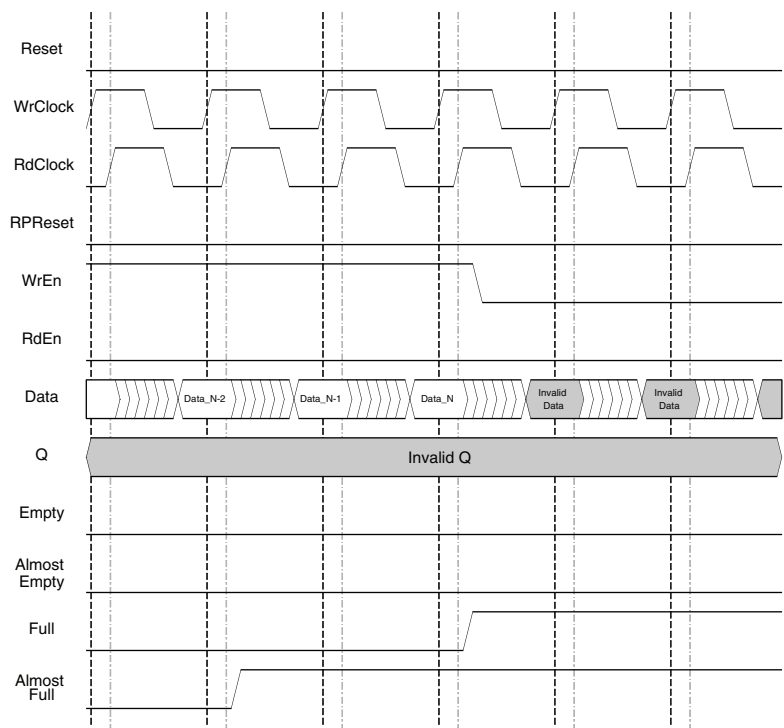 Reset
WrClock
RdClock
RPReset
WrEn
RdEn
Data
Data_N-2
Data_N-1
Data_N
Invalid
Data
Invalid
Data
Q
Invalid Q
Empty
Almost
Empty
Full
Almost
Full